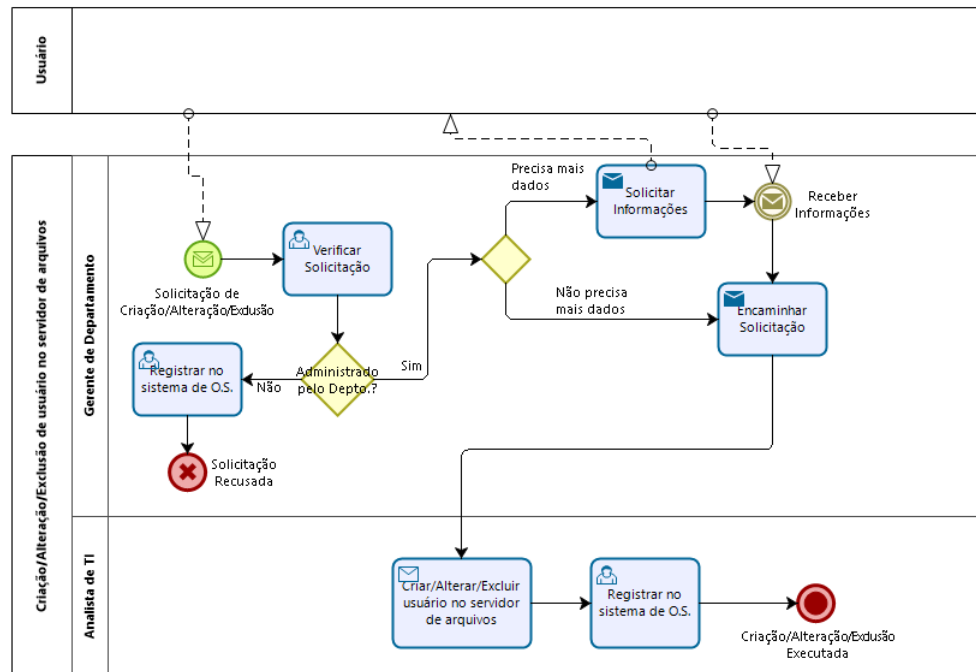 Usuário
Criação/Alteração/Exclusão de usuário no servidor de arquivos
Gerente de Departamento
Precisa mais
dados
Solicitar
Informações
Receber
Informações
Verificar
Solicitação
Solicitação de
Criação/Alteração/Exclusão
Não precisa
mais dados
Encaminhar
Solicitação
Registrar no
sistema de O.S.
Não
Administrado
pelo Depto.?
Sim
Solicitação
Recusada
Analista de TI
Criar/Alterar/Excluir
usuário no servidor
de arquivos
Registrar no
sistema de O.S.
Criação/Alteração/Exclusão
Executada